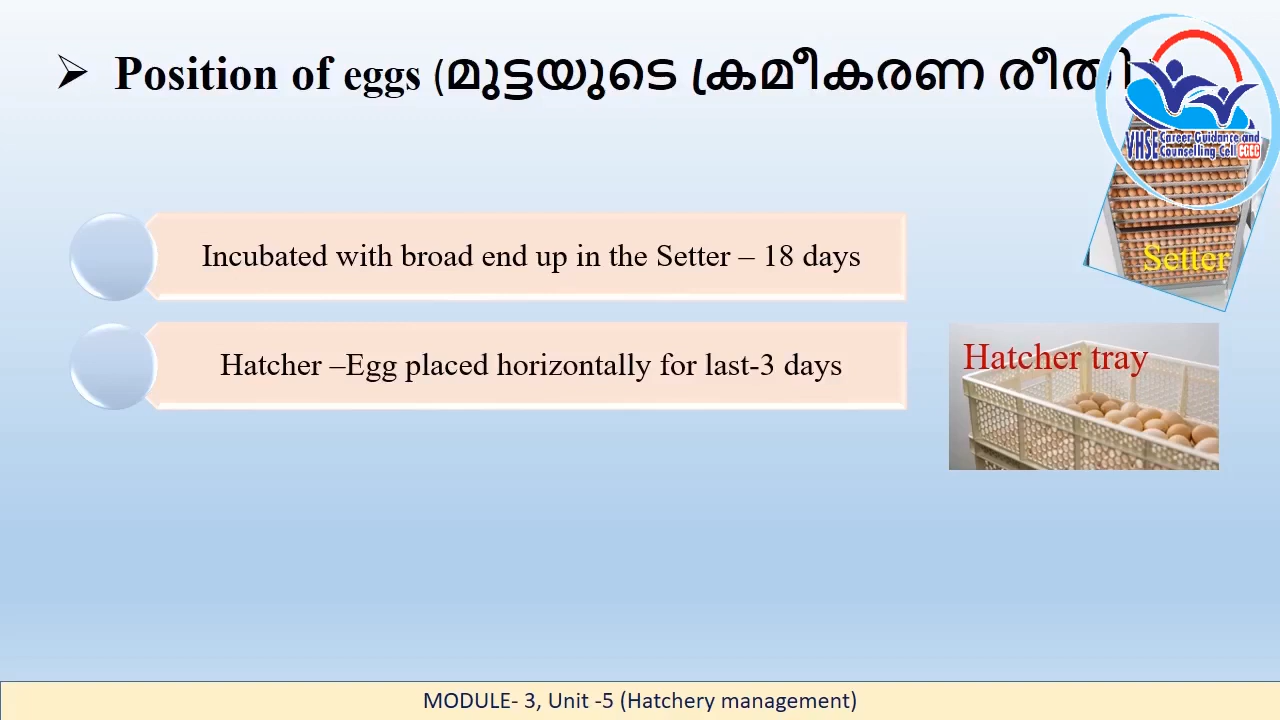 Position of eggs (മുട്ടയുടെ ക്രമീകരണ രീതി
VHSE Career Guidance and
Counselling Cell CGCC
Setter
Incubated with broad end up in the Setter – 18 days
Hatcher –Egg placed horizontally for last-3 days
Hatcher tray
MODULE- 3, Unit -5 (Hatchery management)